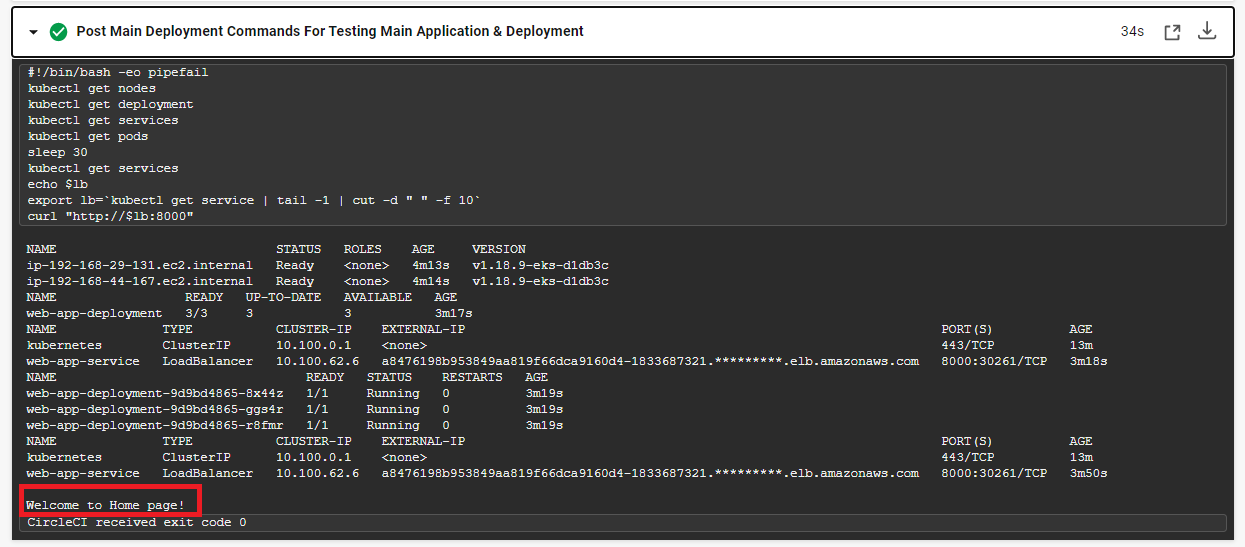 Post Main Deployment Commands For Testing Main Application & Deployment 34s
#!/bin/bash -eo pipefail
kubectl get nodes
kubectl get deployment
kubectl get services
kubectl get pods
sleep 30
kubectl get services
echo $lb
export lb=`kubectl get service | tail -1 | cut -d " " -f 10`
curl "http://$lb:8000"
NAME STATUS ROLES AGE VERSION
ip-192-168-29-131.ec2.internal Ready <none> 4m13s v1.18.9-eks-d1db3c
ip-192-168-44-167.ec2.internal Ready <none> 4m14s v1.18.9-eks-d1db3c
NAME READY UP-TO-DATE AVAILABLE AGE
web-app-deployment 3/3 3 3 3m17s
NAME TYPE CLUSTER-IP EXTERNAL-IP PORT(S) AGE
kubernetes ClusterIP 10.100.0.1 <none> 443/TCP 13m
web-app-service LoadBalancer 10.100.62.6 a8476198b953849aa819f66dca9160d4-1833687321.*********.elb.amazonaws.com 8000:30261/TCP 3m18s
NAME READY STATUS RESTARTS AGE
web-app-deployment-9d9bd4865-8x44z 1/1 Running 0 3m19s
web-app-deployment-9d9bd4865-ggs4r 1/1 Running 0 3m19s
web-app-deployment-9d9bd4865-r8fmr 1/1 Running 0 3m19s
NAME TYPE CLUSTER-IP EXTERNAL-IP PORT(S) AGE
kubernetes ClusterIP 10.100.0.1 <none> 443/TCP 13m
web-app-service LoadBalancer 10.100.62.6 a8476198b953849aa819f66dca9160d4-1833687321.*********.elb.amazonaws.com 8000:30261/TCP 3m50s
Welcome to Home page!
CircleCI received exit code 0